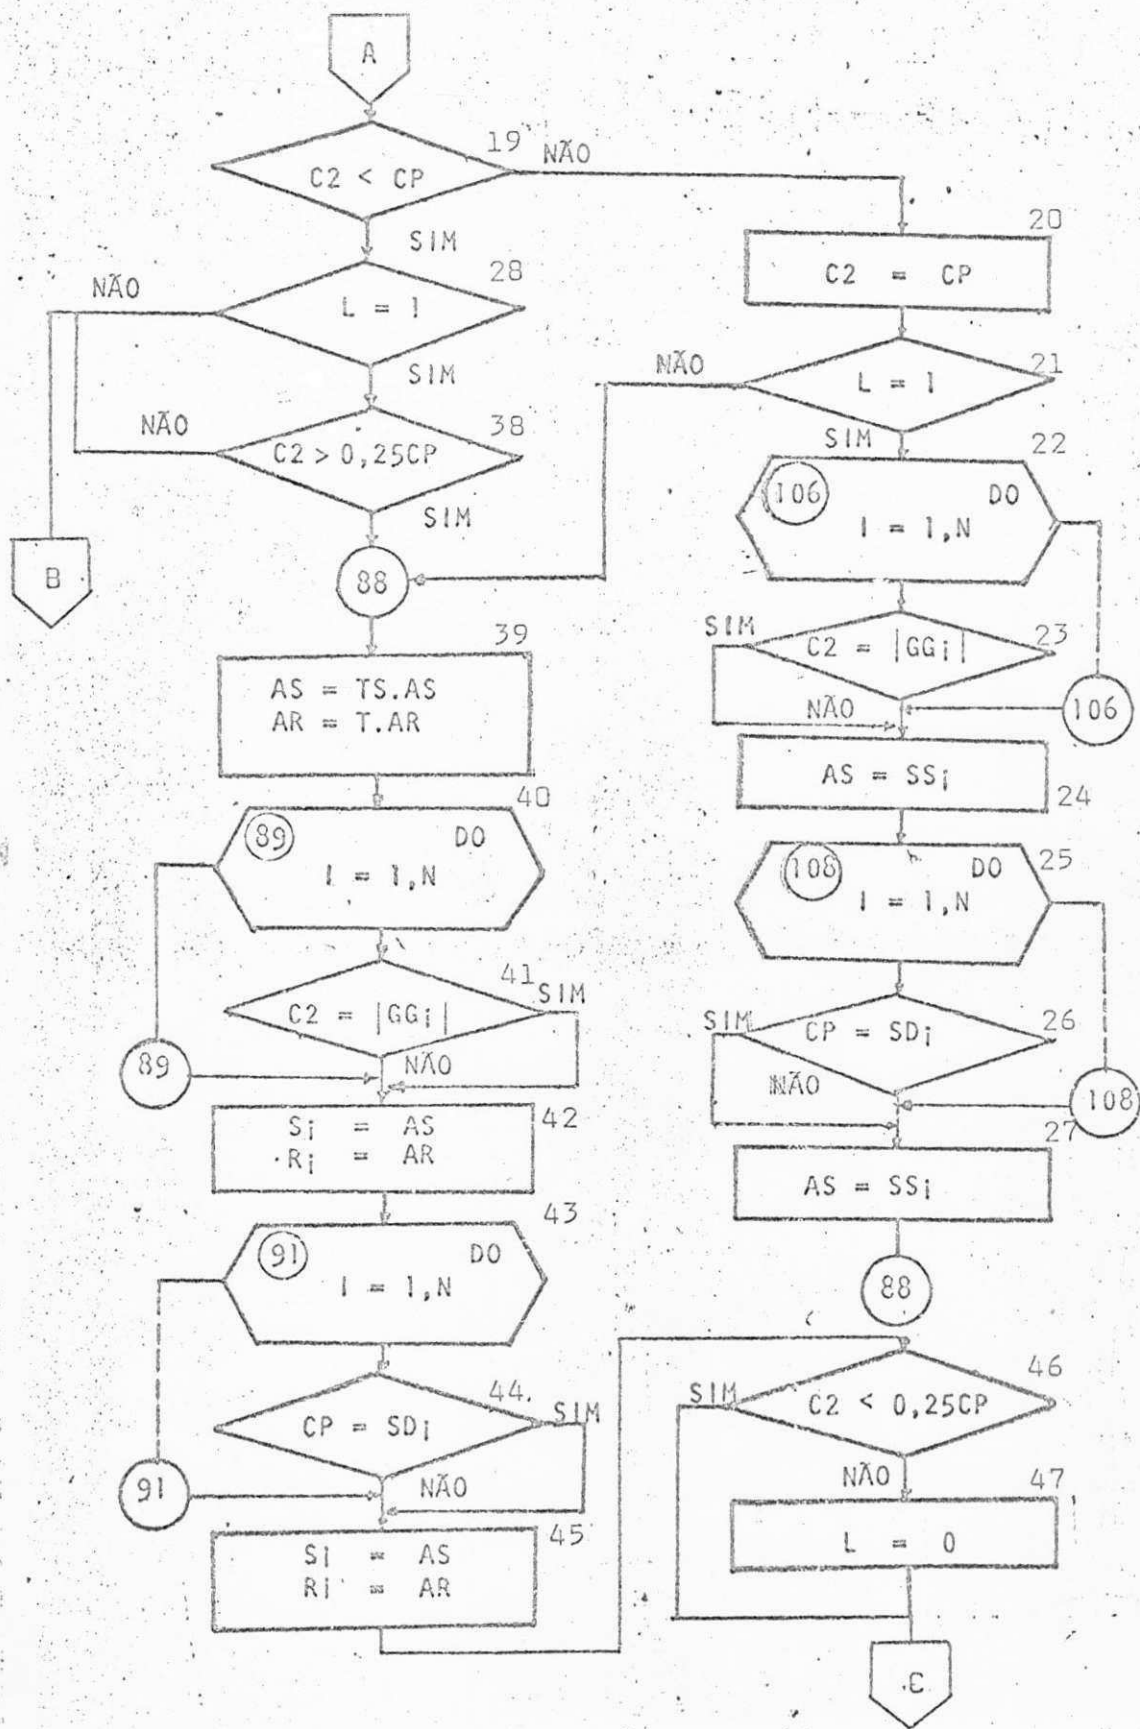 A
19
C2 < CP
NÃO
SIM
20
C2 = CP
28
L = 1
NÃO
SIM
21
L = 1
NÃO
SIM
38
C2 > 0,25CP
NÃO
SIM
B
88
22
106
DO
I = 1,N
23
SIM
C2 = |GGi|
NÃO
106
39
AS = TS.AS
AR = T.AR
AS = SSi
24
40
89
DO
I = 1,N
25
108
DO
I = 1,N
41
SIM
C2 = |GGi|
NÃO
89
26
SIM
CP = SDi
NÃO
108
42
Si = AS
Ri = AR
27
AS = SSi
88
43
91
DO
I = 1,N
44
SIM
CP = SDi
NÃO
91
45
Si = AS
Ri = AR
46
SIM
C2 < 0,25CP
NÃO
47
L = 0